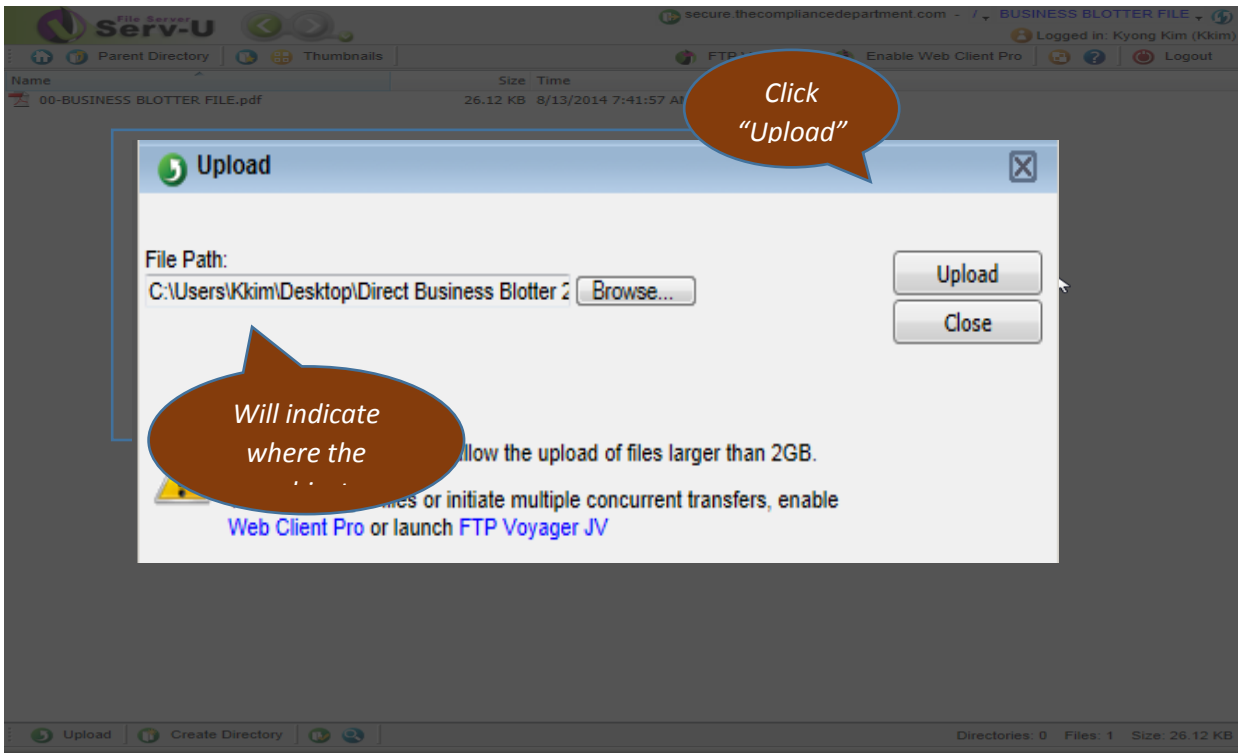 File Server
Serv-U
secure.thecompliancedepartment.com - / BUSINESS BLOTTER FILE
Logged in: Kyong Kim (Kkim)
Parent Directory Thumbnails FTP Enable Web Client Pro Logout
Name Size Time
00-BUSINESS BLOTTER FILE.pdf 26.12 KB 8/13/2014 7:41:57 AM
Click
“Upload”
Upload
File Path:
C:\Users\Kkim\Desktop\Direct Business Blotter 2 Browse...
Upload
Close
Will indicate
where the
the upload of files larger than 2GB.
or initiate multiple concurrent transfers, enable
Web Client Pro or launch FTP Voyager JV
Upload Create Directory Directories: 0 Files: 1 Size: 26.12 KB